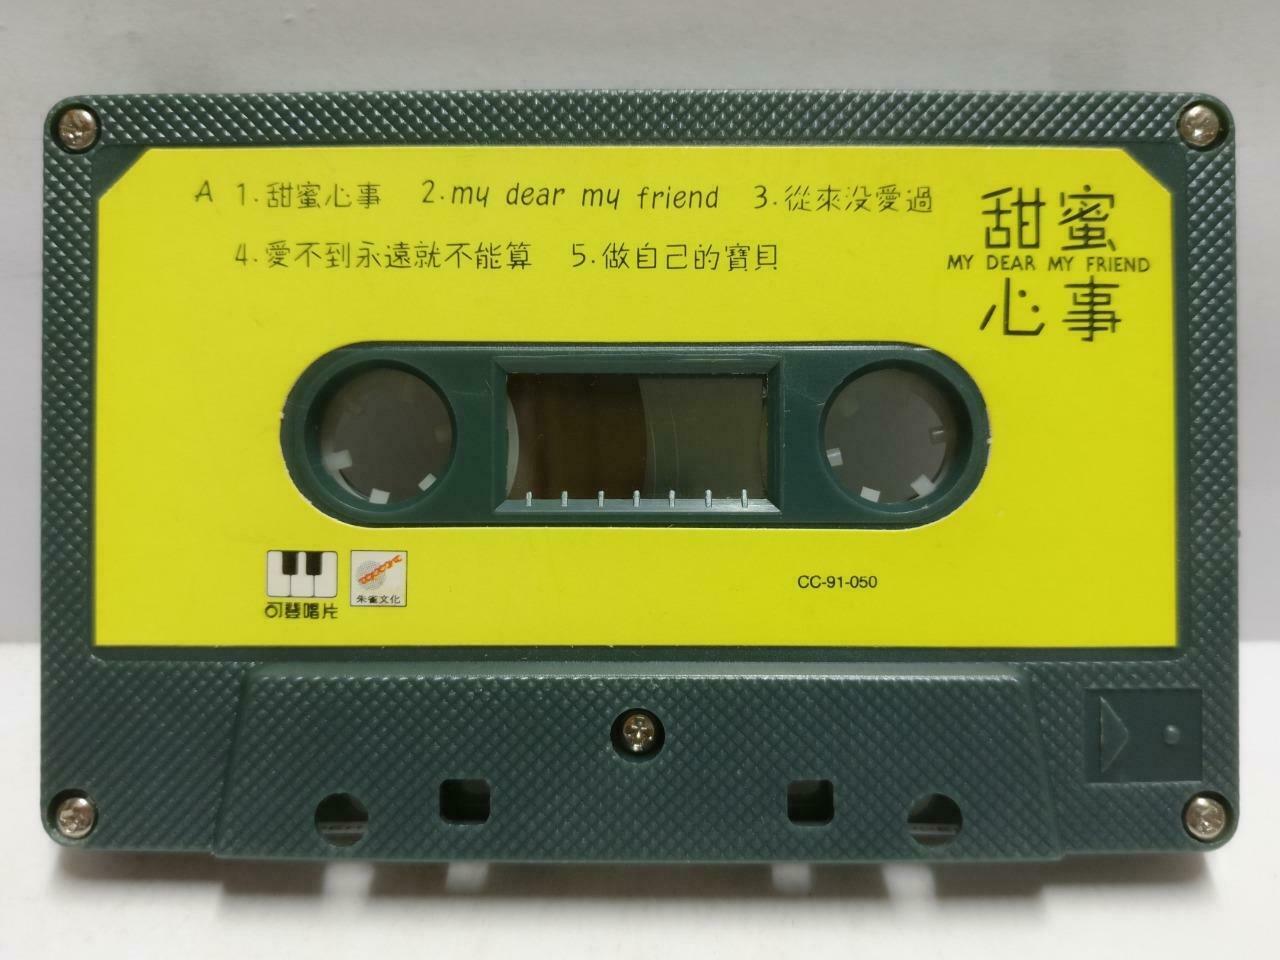 A 1.甜蜜心事 2.my dear my friend 3.從來没愛過
4.愛不到永遠就不能算 5.做自己的寶貝
甜蜜
MY DEAR MY FRIEND
心事
可登唱片
朱雀文化
CC-91-050